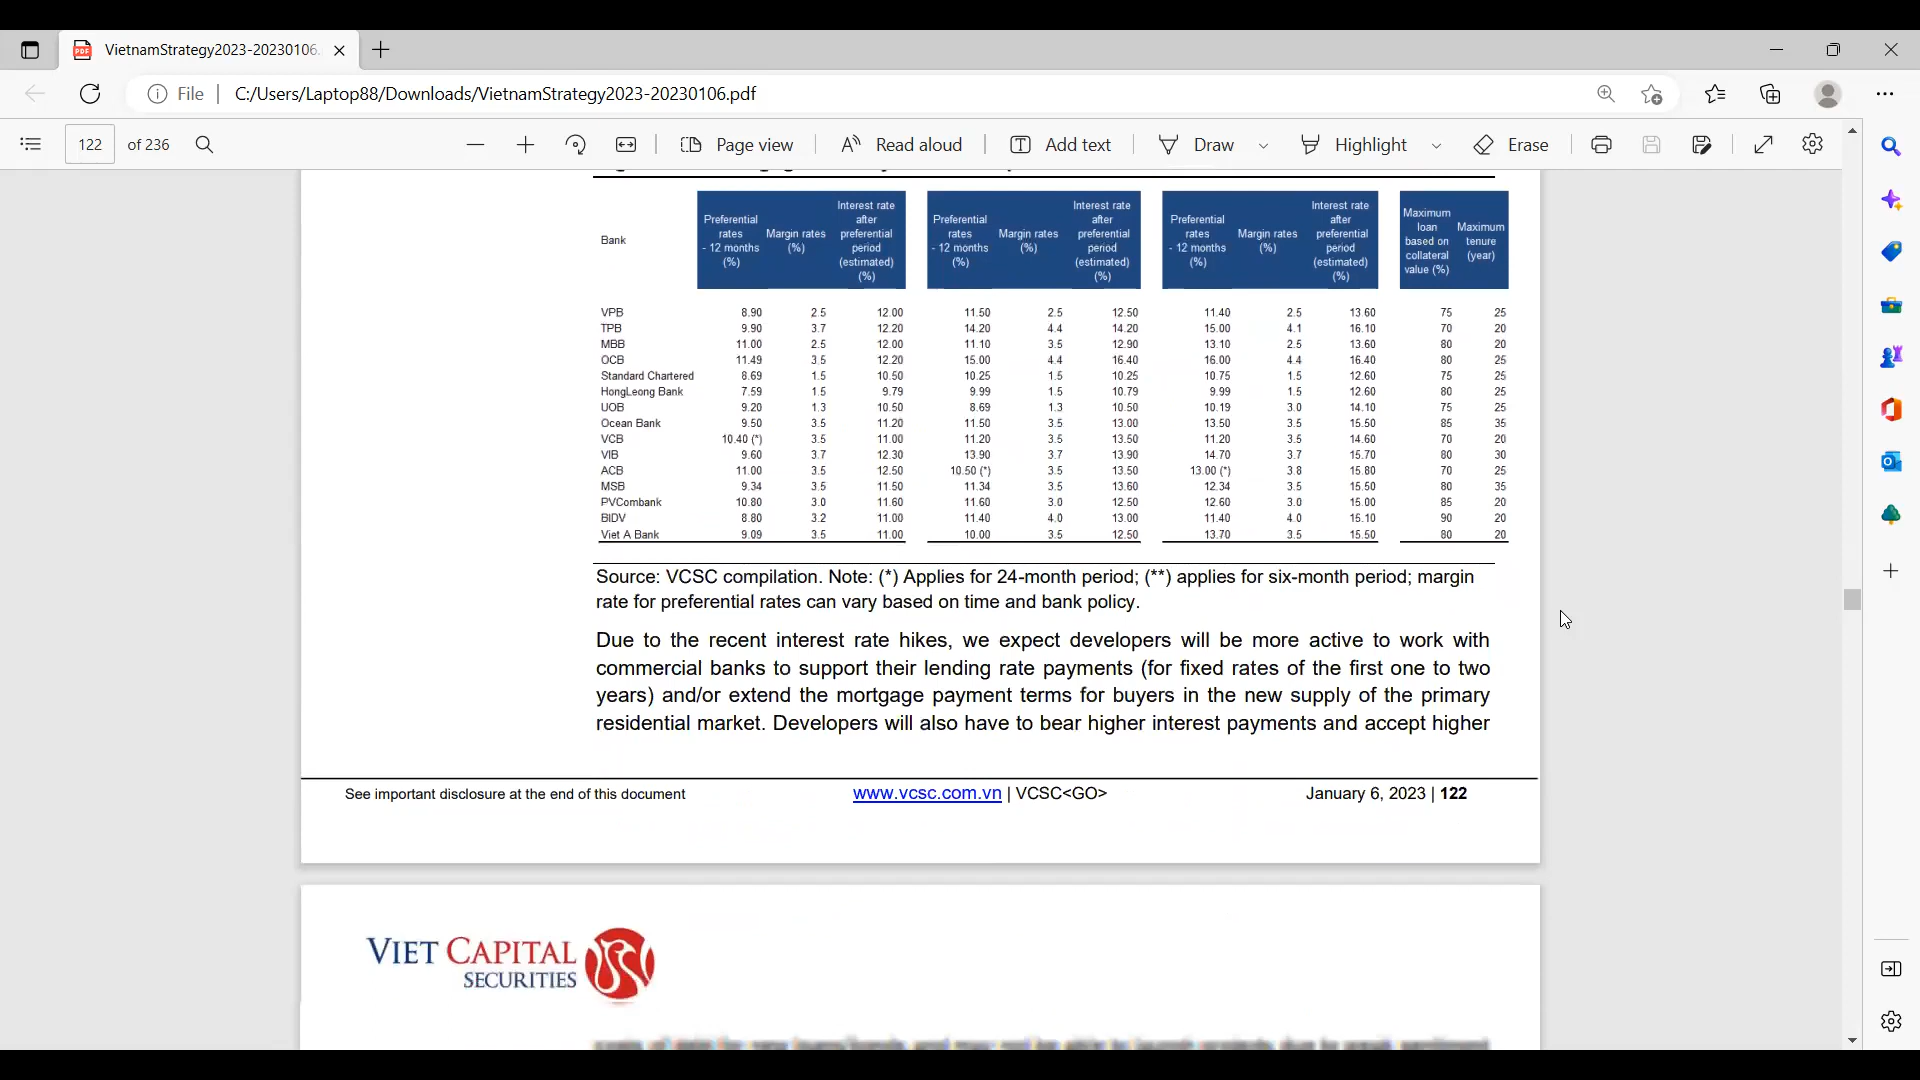 VietnamStrategy2023-20230106.
File C:/Users/Laptop88/Downloads/VietnamStrategy2023-20230106.pdf
122 of 236 Page view Read aloud Add text Draw Highlight Erase
Bank
Preferential rates - 12 months (%) Margin rates (%) Interest rate after preferential period (estimated) (%)
Preferential rates - 12 months (%) Margin rates (%) Interest rate after preferential period (estimated) (%)
Preferential rates - 12 months (%) Margin rates (%) Interest rate after preferential period (estimated) (%)
Maximum loan based on collateral value (%) Maximum tenure (year)
VPB 8.90 2.5 12.00 11.50 2.5 12.50 11.40 2.5 13.60 75 25
TPB 9.90 3.7 12.20 14.20 4.4 14.20 15.00 4.1 16.10 70 20
MBB 11.00 2.5 12.00 11.10 3.5 12.90 13.10 2.5 13.60 80 20
OCB 11.49 3.5 12.20 15.00 4.4 16.40 16.00 4.4 16.40 80 25
Standard Chartered 8.69 1.5 10.50 10.25 1.5 10.25 10.75 1.5 12.60 75 25
HongLeong Bank 7.59 1.5 9.79 9.99 1.5 10.79 9.99 1.5 12.60 80 25
UOB 9.20 1.3 10.50 8.69 1.3 10.50 10.19 3.0 14.10 75 25
Ocean Bank 9.50 3.5 11.20 11.50 3.5 13.00 13.50 3.5 15.50 85 35
VCB 10.40 (*) 3.5 11.00 11.20 3.5 13.50 11.20 3.5 14.60 70 20
VIB 9.60 3.7 12.30 13.90 3.7 13.90 14.70 3.7 15.70 80 30
ACB 11.00 3.5 12.50 10.50 (*) 3.5 13.50 13.00 (*) 3.8 15.80 70 25
MSB 9.34 3.5 11.50 11.34 3.5 13.60 12.34 3.5 15.50 80 35
PVCombank 10.80 3.0 11.60 11.60 3.0 12.50 12.60 3.0 15.00 85 20
BIDV 8.80 3.2 11.00 11.40 4.0 13.00 11.40 4.0 15.10 90 20
Viet A Bank 9.09 3.5 11.00 10.00 3.5 12.50 13.70 3.5 15.50 80 20
Source: VCSC compilation. Note: (*) Applies for 24-month period; (**) applies for six-month period; margin
rate for preferential rates can vary based on time and bank policy.
Due to the recent interest rate hikes, we expect developers will be more active to work with
commercial banks to support their lending rate payments (for fixed rates of the first one to two
years) and/or extend the mortgage payment terms for buyers in the new supply of the primary
residential market. Developers will also have to bear higher interest payments and accept higher
See important disclosure at the end of this document www.vcsc.com.vn | VCSC<GO> January 6, 2023 | 122
VIET CAPITAL
SECURITIES